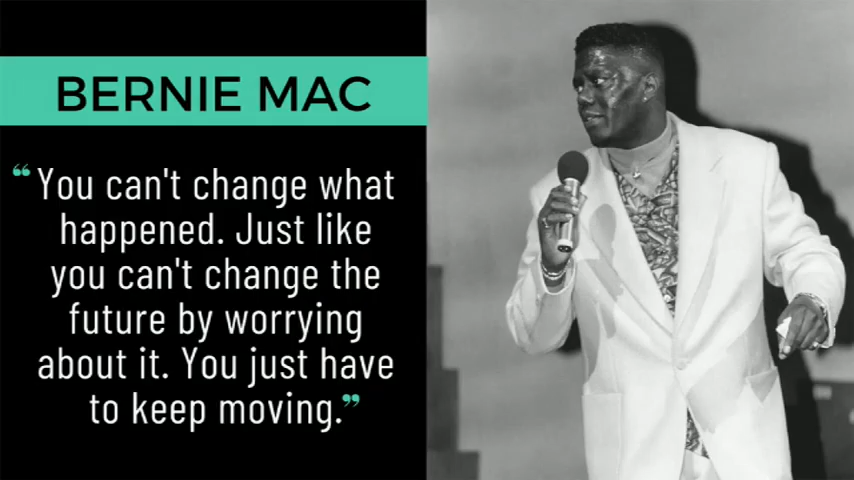 BERNIE MAC
“You can't change what
happened. Just like
you can't change the
future by worrying
about it. You just have
to keep moving.”